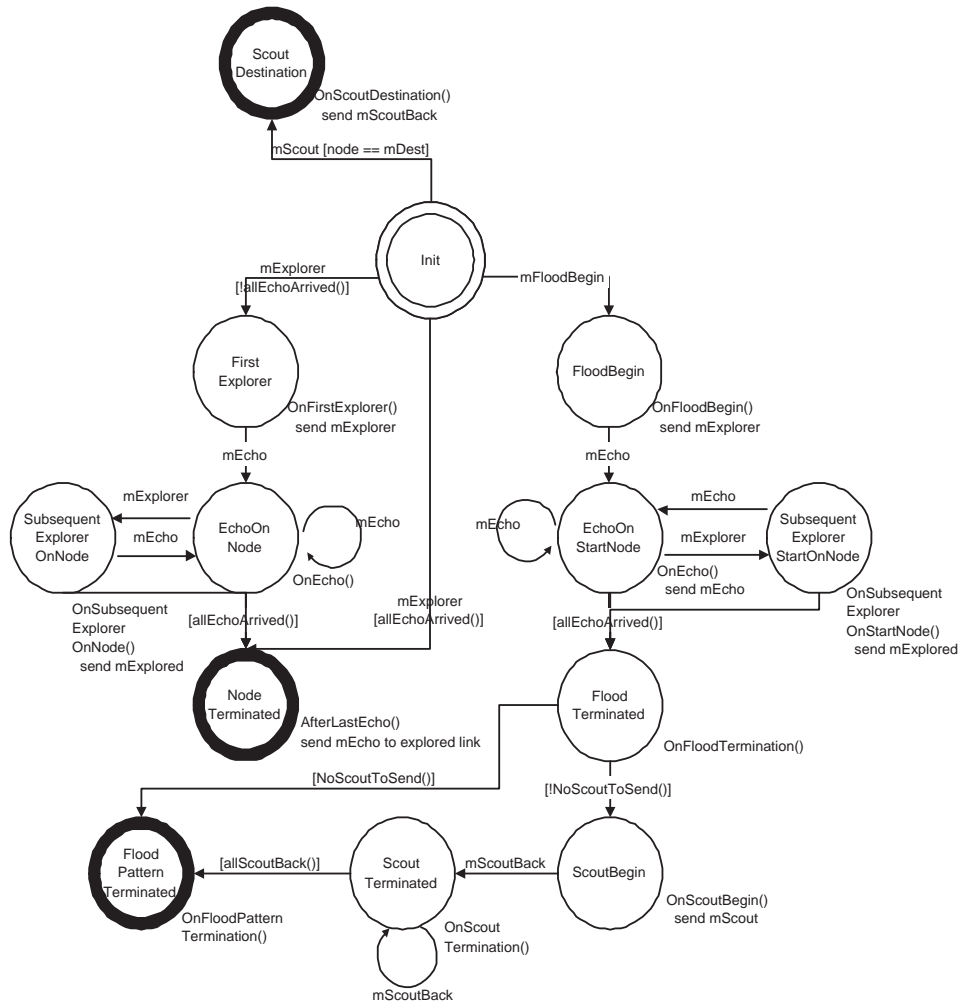 Scout
Destination
OnScoutDestination()
send mScoutBack
mScout [node == mDest]
Init
mExplorer
[!allEchoArrived()]
mFloodBegin
First
Explorer
FloodBegin
OnFirstExplorer()
send mExplorer
OnFloodBegin()
send mExplorer
mEcho
mEcho
Subsequent
Explorer
OnNode
mExplorer
mEcho
EchoOn
Node
mEcho
OnEcho()
mEcho
EchoOn
StartNode
mEcho
mExplorer
Subsequent
Explorer
StartOnNode
OnEcho()
send mEcho
OnSubsequent
Explorer
OnNode()
send mExplored
[allEchoArrived()]
mExplorer
[allEchoArrived()]
[allEchoArrived()]
OnSubsequent
Explorer
OnStartNode()
send mExplored
Node
Terminated
AfterLastEcho()
send mEcho to explored link
Flood
Terminated
OnFloodTermination()
[NoScoutToSend()]
[!NoScoutToSend()]
Flood
Pattern
Terminated
[allScoutBack()]
Scout
Terminated
mScoutBack
ScoutBegin
OnFloodPattern
Termination()
OnScout
Termination()
OnScoutBegin()
send mScout
mScoutBack